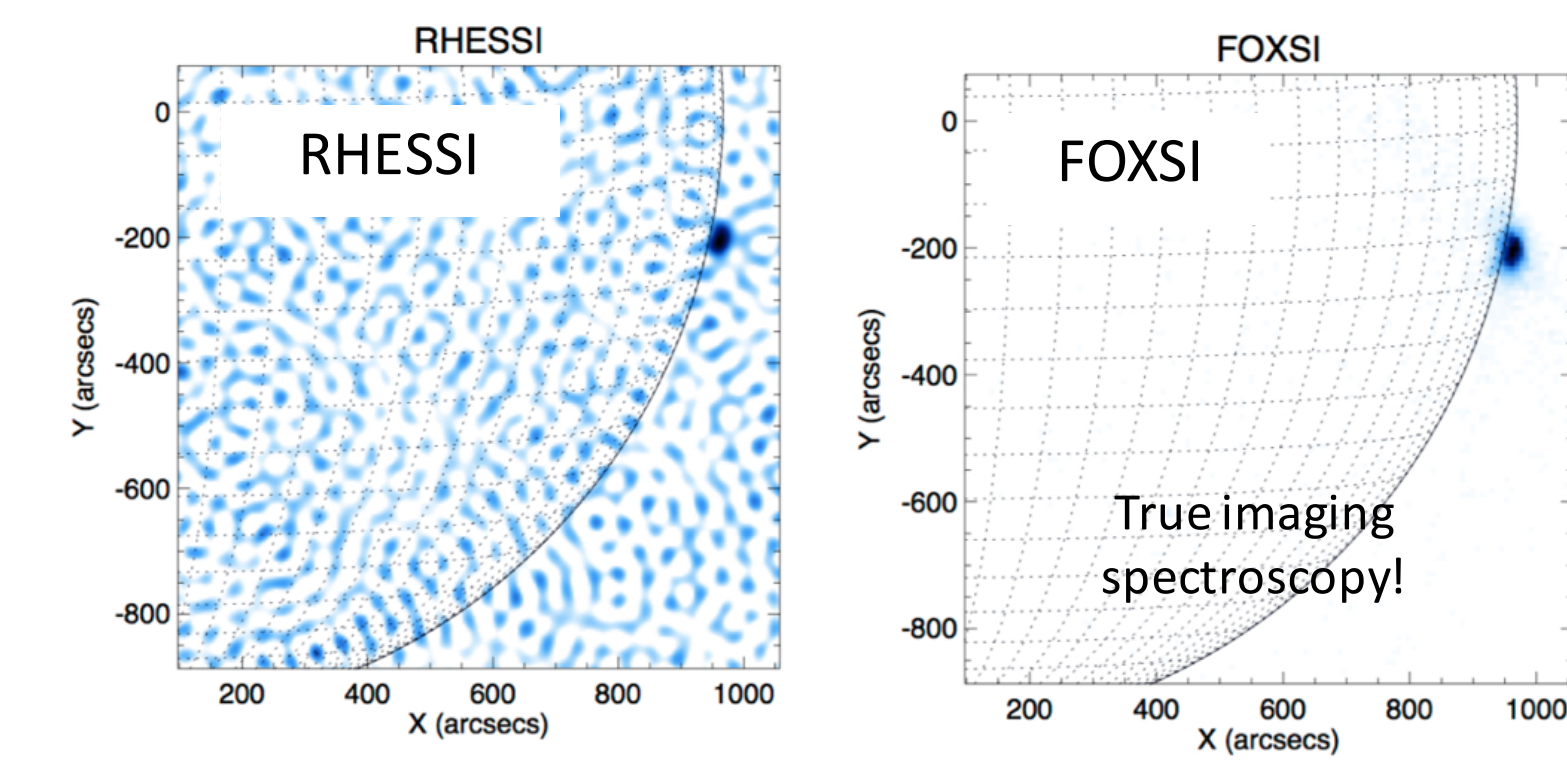 RHESSI
RHESSI
0
-200
-400
-600
-800
Y (arcsecs)
200 400 600 800 1000
X (arcsecs)
FOXSI
FOXSI
0
-200
-400
-600
-800
Y (arcsecs)
True imaging
spectroscopy!
200 400 600 800 1000
X (arcsecs)